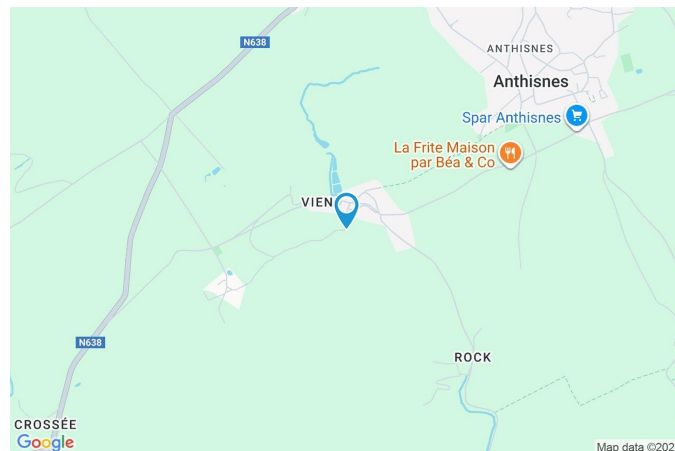 N638
ANTHISNES
Anthisnes
Spar Anthisnes
La Frite Maison
par Béa & Co
VIEN
N638
ROCK
CROSSÉE
Google
Map data ©202